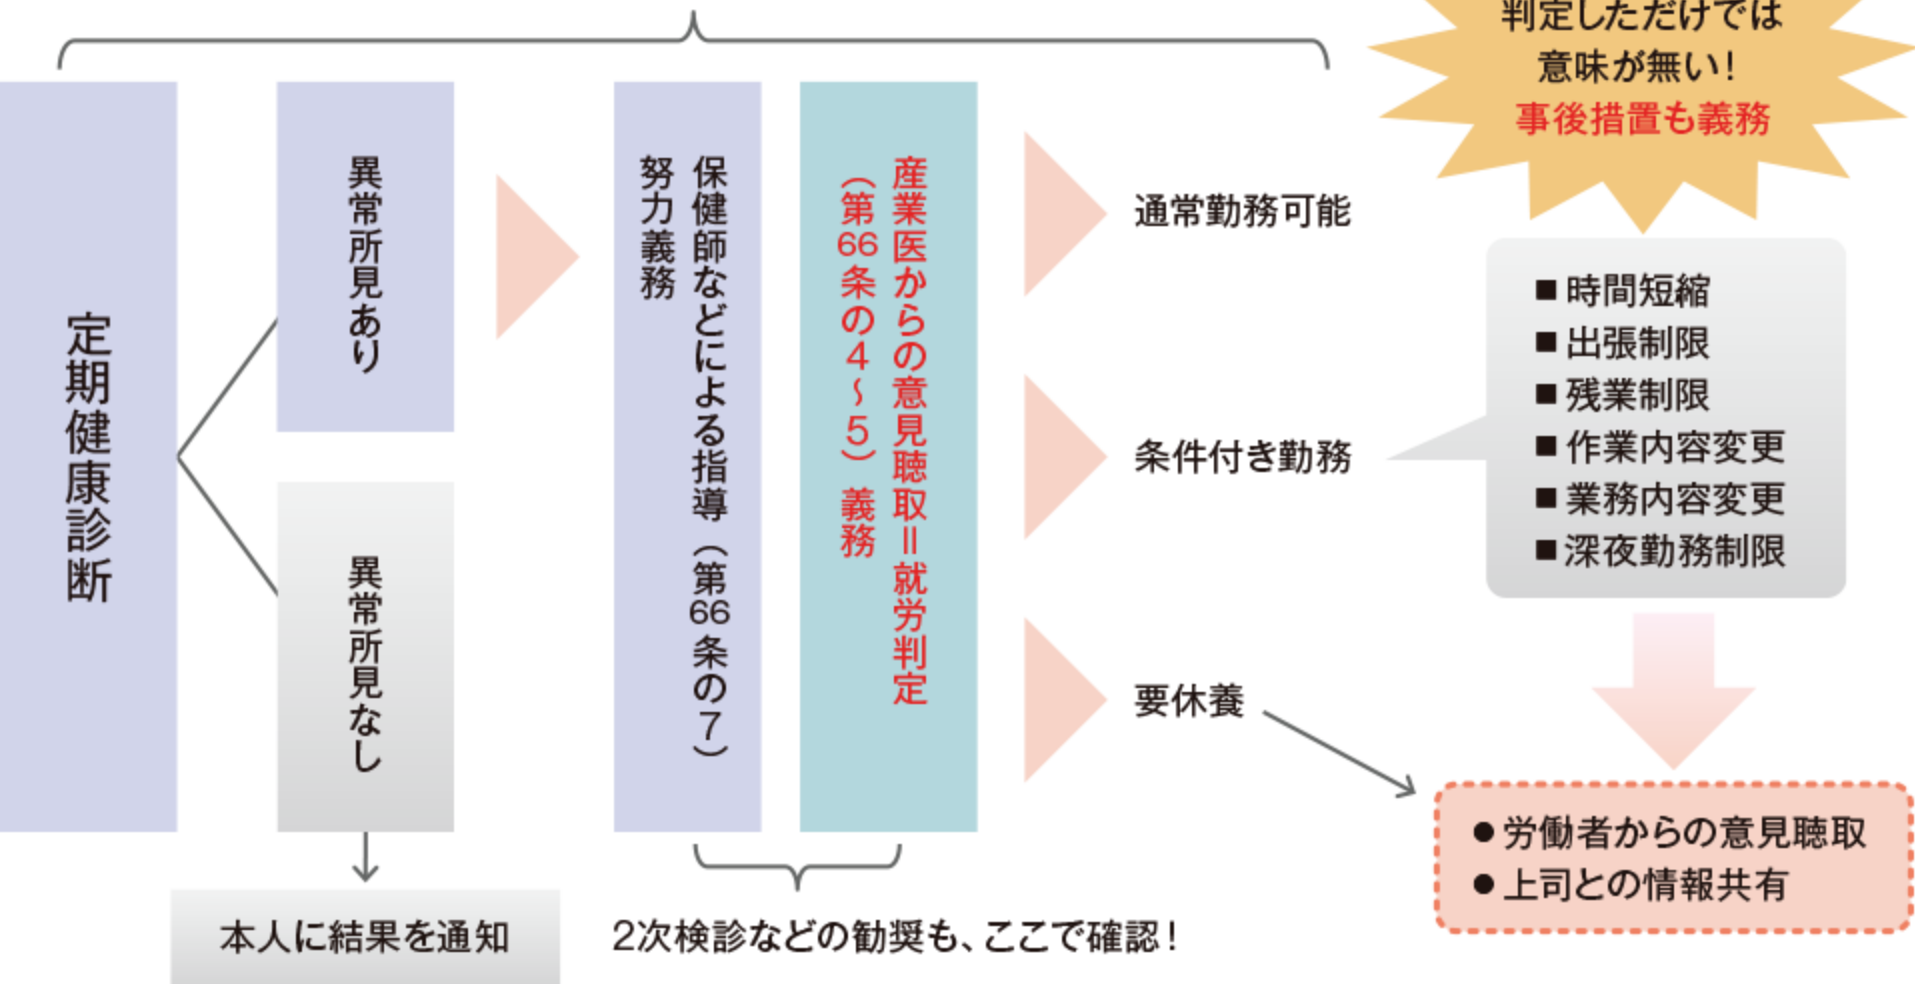 定期健康診断
異常所見あり
異常所見なし
本人に結果を通知
保健師などによる指導（第66条の7）
努力義務
産業医からの意見聴取＝就労判定
（第66条の4〜5）義務
2次検診などの勧奨も、ここで確認！
通常勤務可能
条件付き勤務
要休養
判定しただけでは
意味が無い！
事後措置も義務
■時間短縮
■出張制限
■残業制限
■作業内容変更
■業務内容変更
■深夜勤務制限
●労働者からの意見聴取
●上司との情報共有